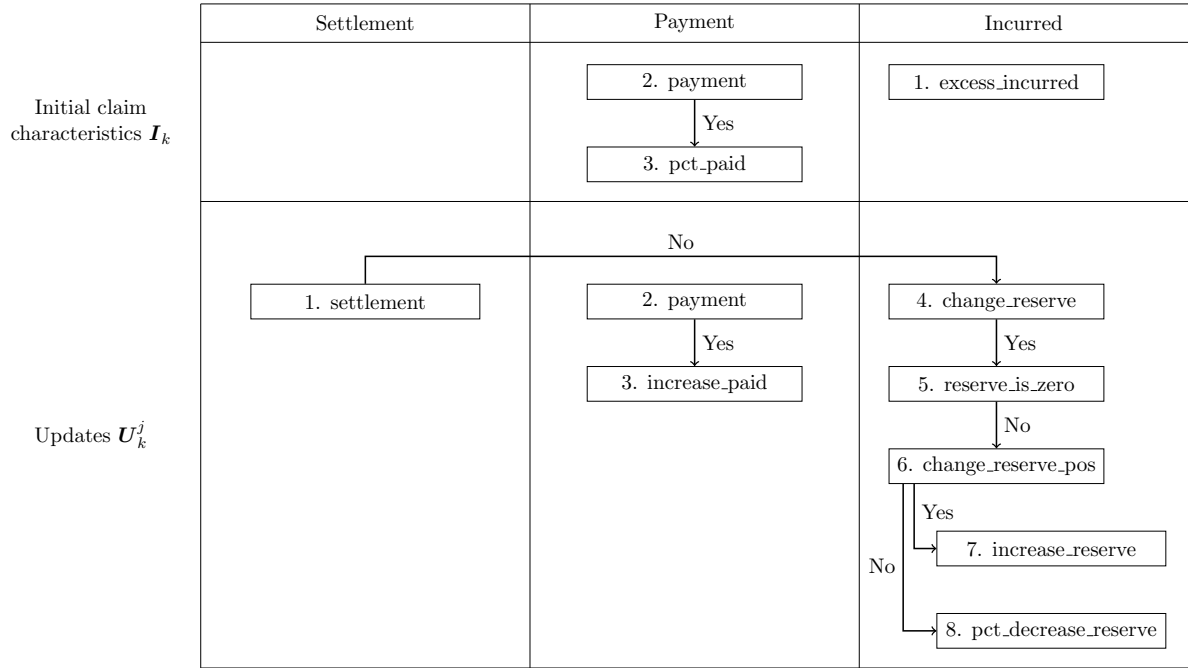 Settlement
Payment
Incurred
Initial claim
characteristics I_k
2. payment
1. excess_incurred
Yes
3. pct_paid
Updates U_k^j
No
1. settlement
2. payment
4. change_reserve
Yes
Yes
3. increase_paid
5. reserve_is_zero
No
6. change_reserve_pos
Yes
7. increase_reserve
No
8. pct_decrease_reserve